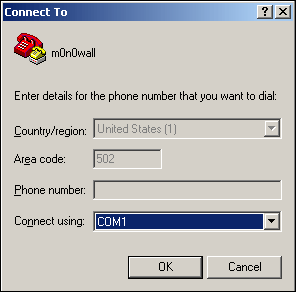 Connect To
m0n0wall
Enter details for the phone number that you want to dial:
Country/region: United States (1)
Area code: 502
Phone number:
Connect using: COM1
OK Cancel